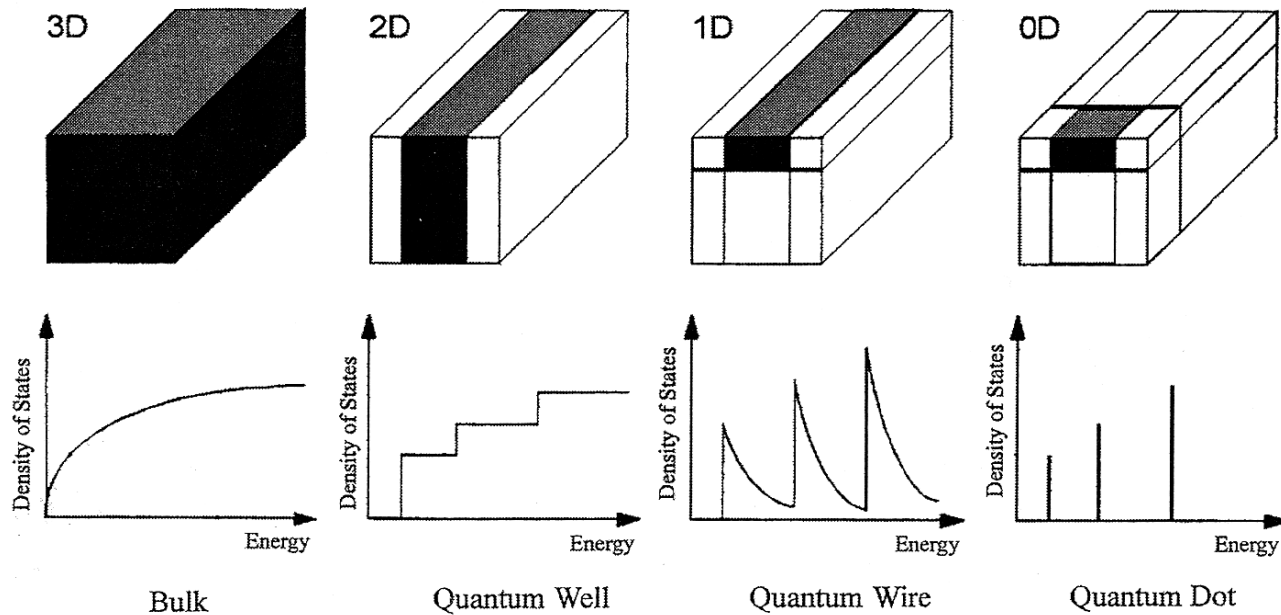 3D
2D
1D
0D
Density of States
Energy
Density of States
Energy
Density of States
Energy
Density of States
Energy
Bulk
Quantum Well
Quantum Wire
Quantum Dot